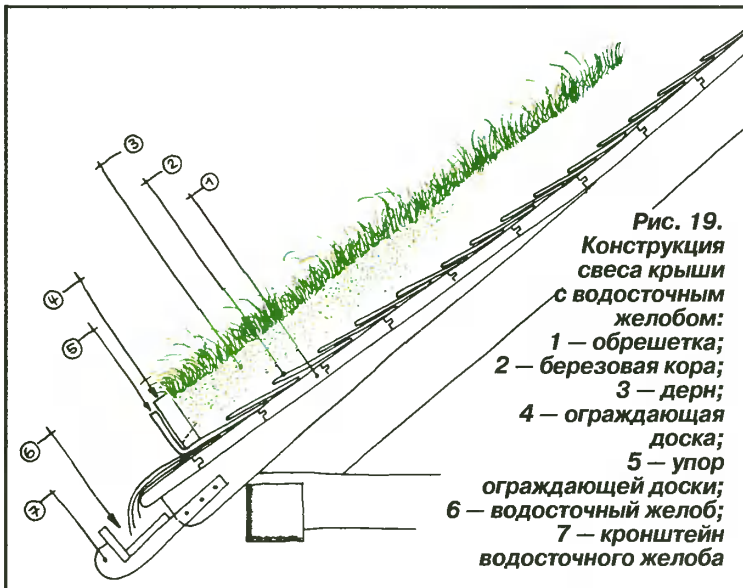 ③
②
①
④
⑤
⑥
⑦
Рис. 19.
Конструкция
свеса крыши
с водосточным
желобом:
1 — обрешетка;
2 — березовая кора;
3 — дерн;
4 — ограждающая
доска;
5 — упор
ограждающей доски;
6 — водосточный желоб;
7 — кронштейн
водосточного желоба